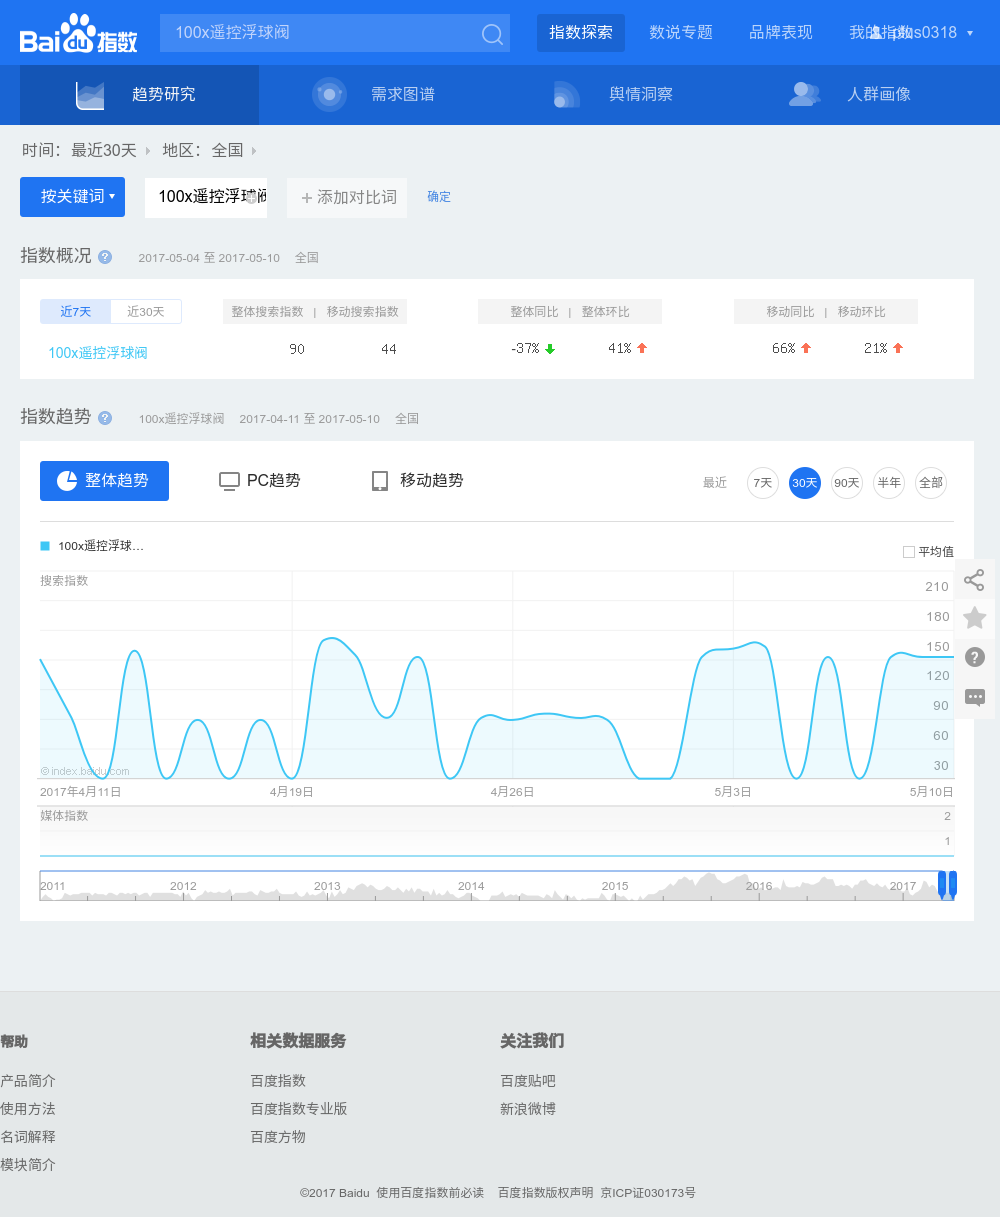 Bai du 指数
100x遥控浮球阀
指数探索 数说专题 品牌表现 我的指数 plus0318
趋势研究 需求图谱 舆情洞察 人群画像
时间： 最近30天 地区： 全国
按关键词 100x遥控浮球阀 + 添加对比词 确定
指数概况 ? 2017-05-04 至 2017-05-10 全国
近7天 近30天 整体搜索指数 | 移动搜索指数 整体同比 | 整体环比 移动同比 | 移动环比
100x遥控浮球阀 90 44 -37% 41% 66% 21%
指数趋势 ? 100x遥控浮球阀 2017-04-11 至 2017-05-10 全国
整体趋势 PC趋势 移动趋势 最近 7天 30天 90天 半年 全部
100x遥控浮球…
平均值
搜索指数
210
180
150
120
90
60
30
©index.baidu.com
2017年4月11日 4月19日 4月26日 5月3日 5月10日
媒体指数 2
1
2011 2012 2013 2014 2015 2016 2017
帮助 相关数据服务 关注我们
产品简介 百度指数 百度贴吧
使用方法 百度指数专业版 新浪微博
名词解释 百度方物
模块简介
©2017 Baidu 使用百度指数前必读 百度指数版权声明 京ICP证030173号